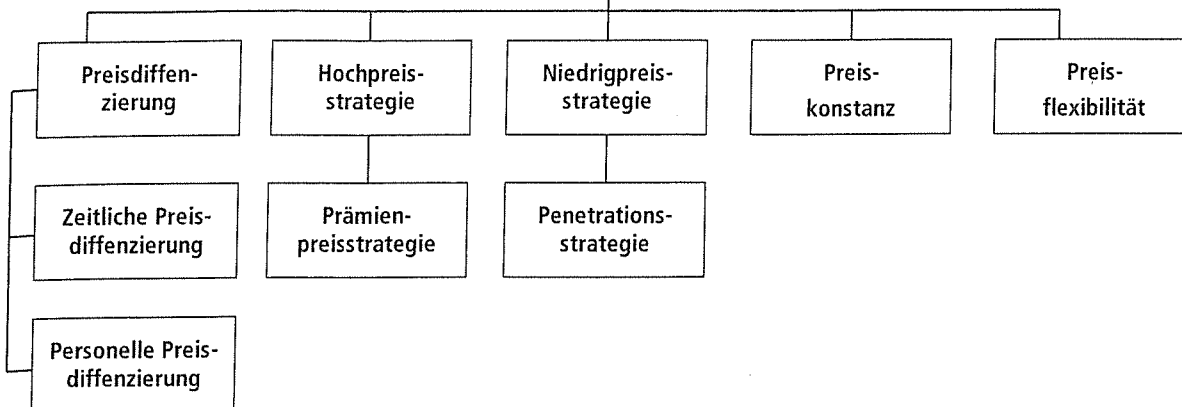 Preisdiffen-
zierung
Hochpreis-
strategie
Niedrigpreis-
strategie
Preis-
konstanz
Preis-
flexibilität
Zeitliche Preis-
diffenzierung
Prämien-
preisstrategie
Penetrations-
strategie
Personelle Preis-
diffenzierung